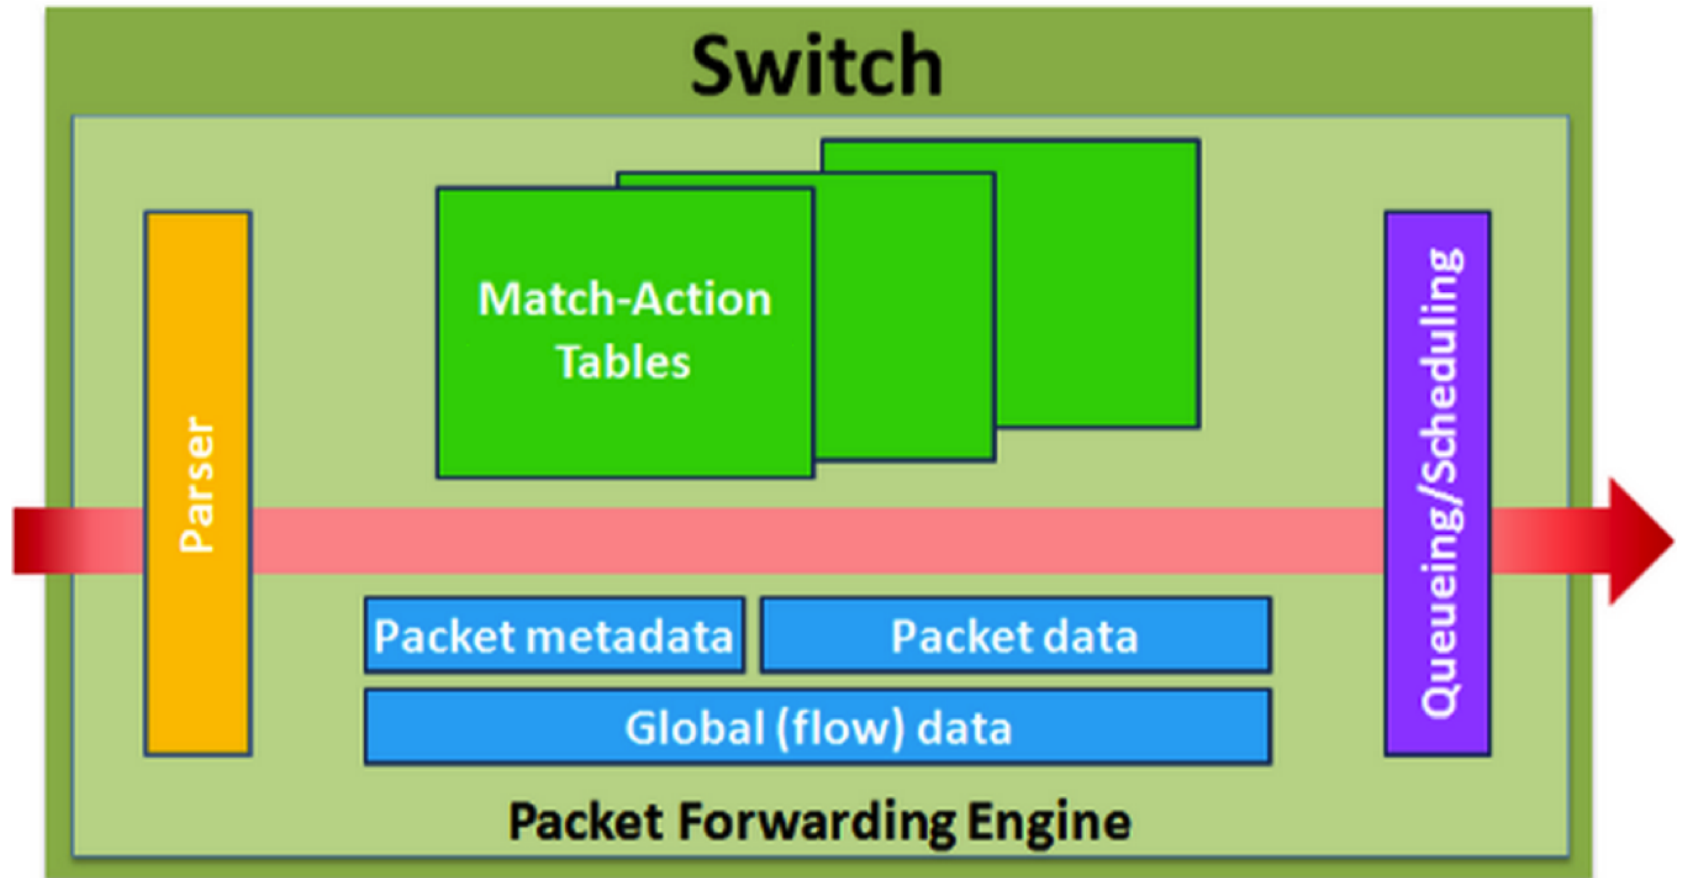 Switch
Match-Action
Tables
Parser
Queueing/Scheduling
Packet metadata
Packet data
Global (flow) data
Packet Forwarding Engine